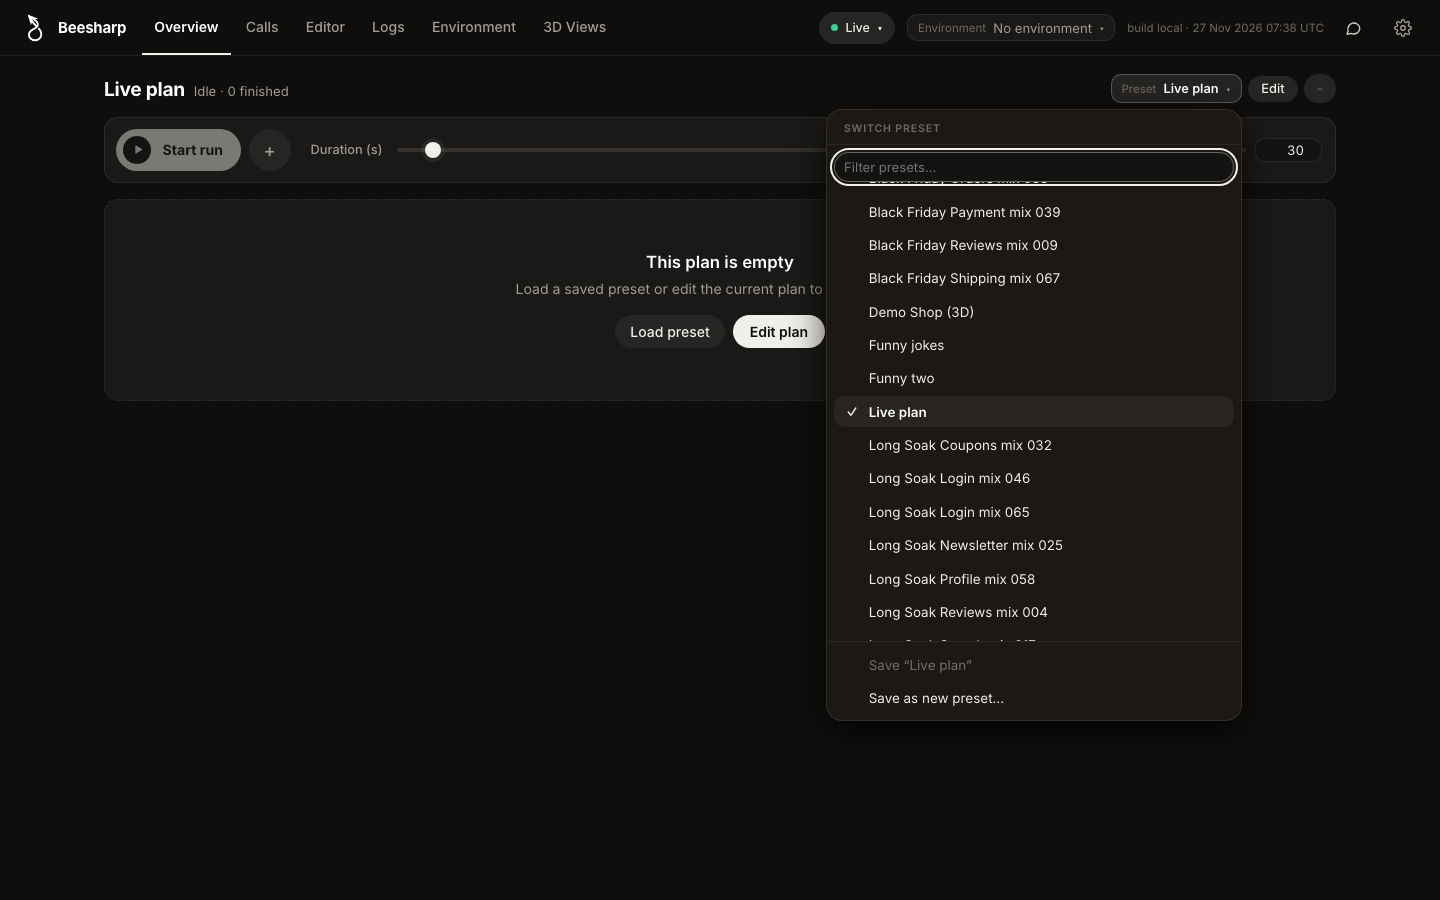 Beesharp Overview Calls Editor Logs Environment 3D Views Live Environment No environment build local · 27 Nov 2026 07:38 UTC
Live plan Idle · 0 finished Preset Live plan Edit
Start run + Duration (s) 30
This plan is empty
Load a saved preset or edit the current plan to
Load preset Edit plan
SWITCH PRESET
Filter presets...
Black Friday Payment mix 039
Black Friday Reviews mix 009
Black Friday Shipping mix 067
Demo Shop (3D)
Funny jokes
Funny two
Live plan
Long Soak Coupons mix 032
Long Soak Login mix 046
Long Soak Login mix 065
Long Soak Newsletter mix 025
Long Soak Profile mix 058
Long Soak Reviews mix 004
Save “Live plan”
Save as new preset...